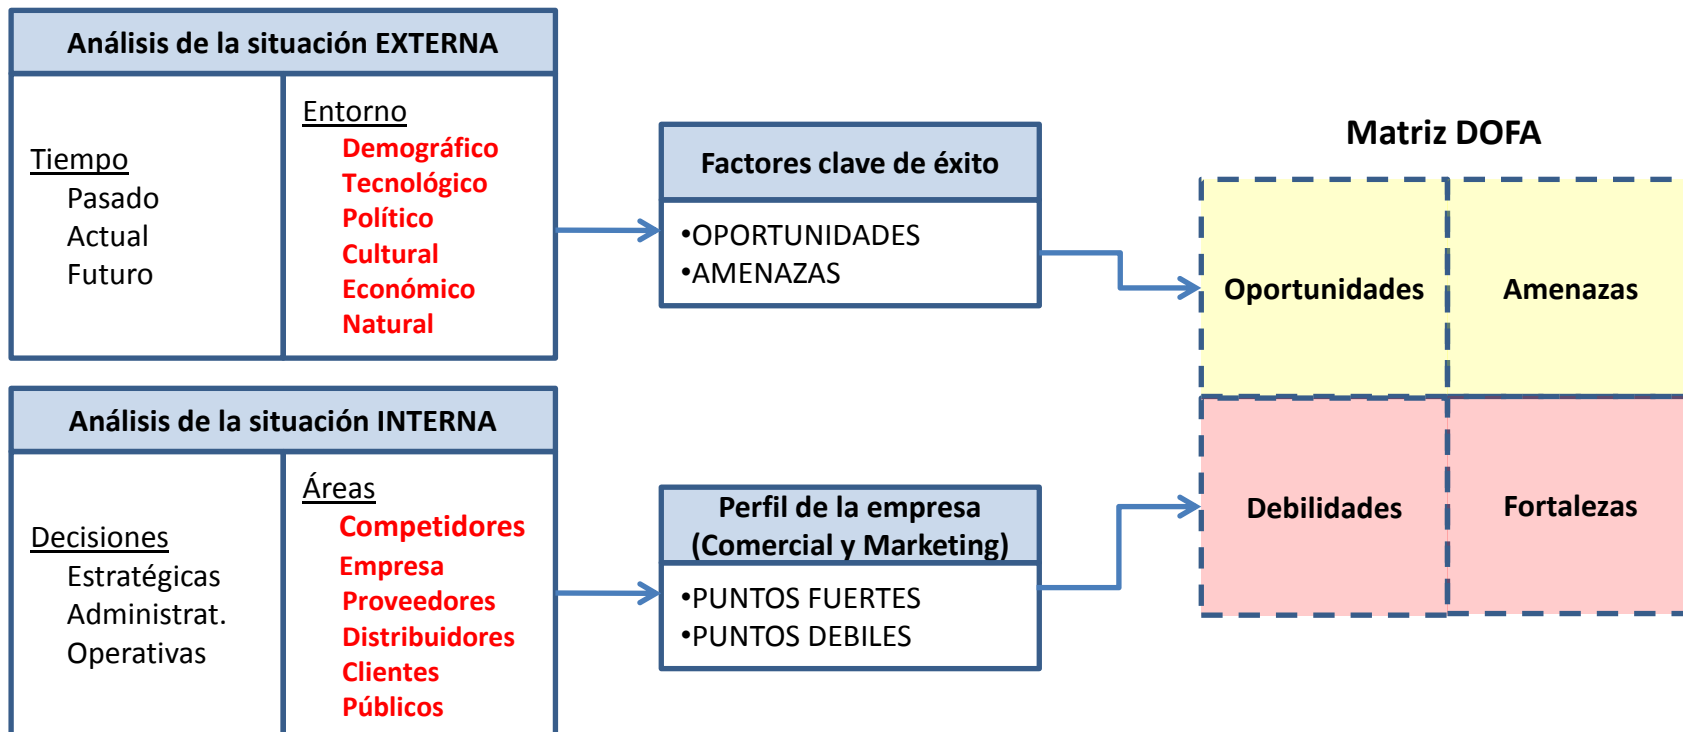 Análisis de la situación EXTERNA
Tiempo
Pasado
Actual
Futuro
Entorno
Demográfico
Tecnológico
Político
Cultural
Económico
Natural
Factores clave de éxito
•OPORTUNIDADES
•AMENAZAS
Matriz DOFA
Oportunidades
Amenazas
Debilidades
Fortalezas
Análisis de la situación INTERNA
Decisiones
Estratégicas
Administrat.
Operativas
Áreas
Competidores
Empresa
Proveedores
Distribuidores
Clientes
Públicos
Perfil de la empresa
(Comercial y Marketing)
•PUNTOS FUERTES
•PUNTOS DEBILES